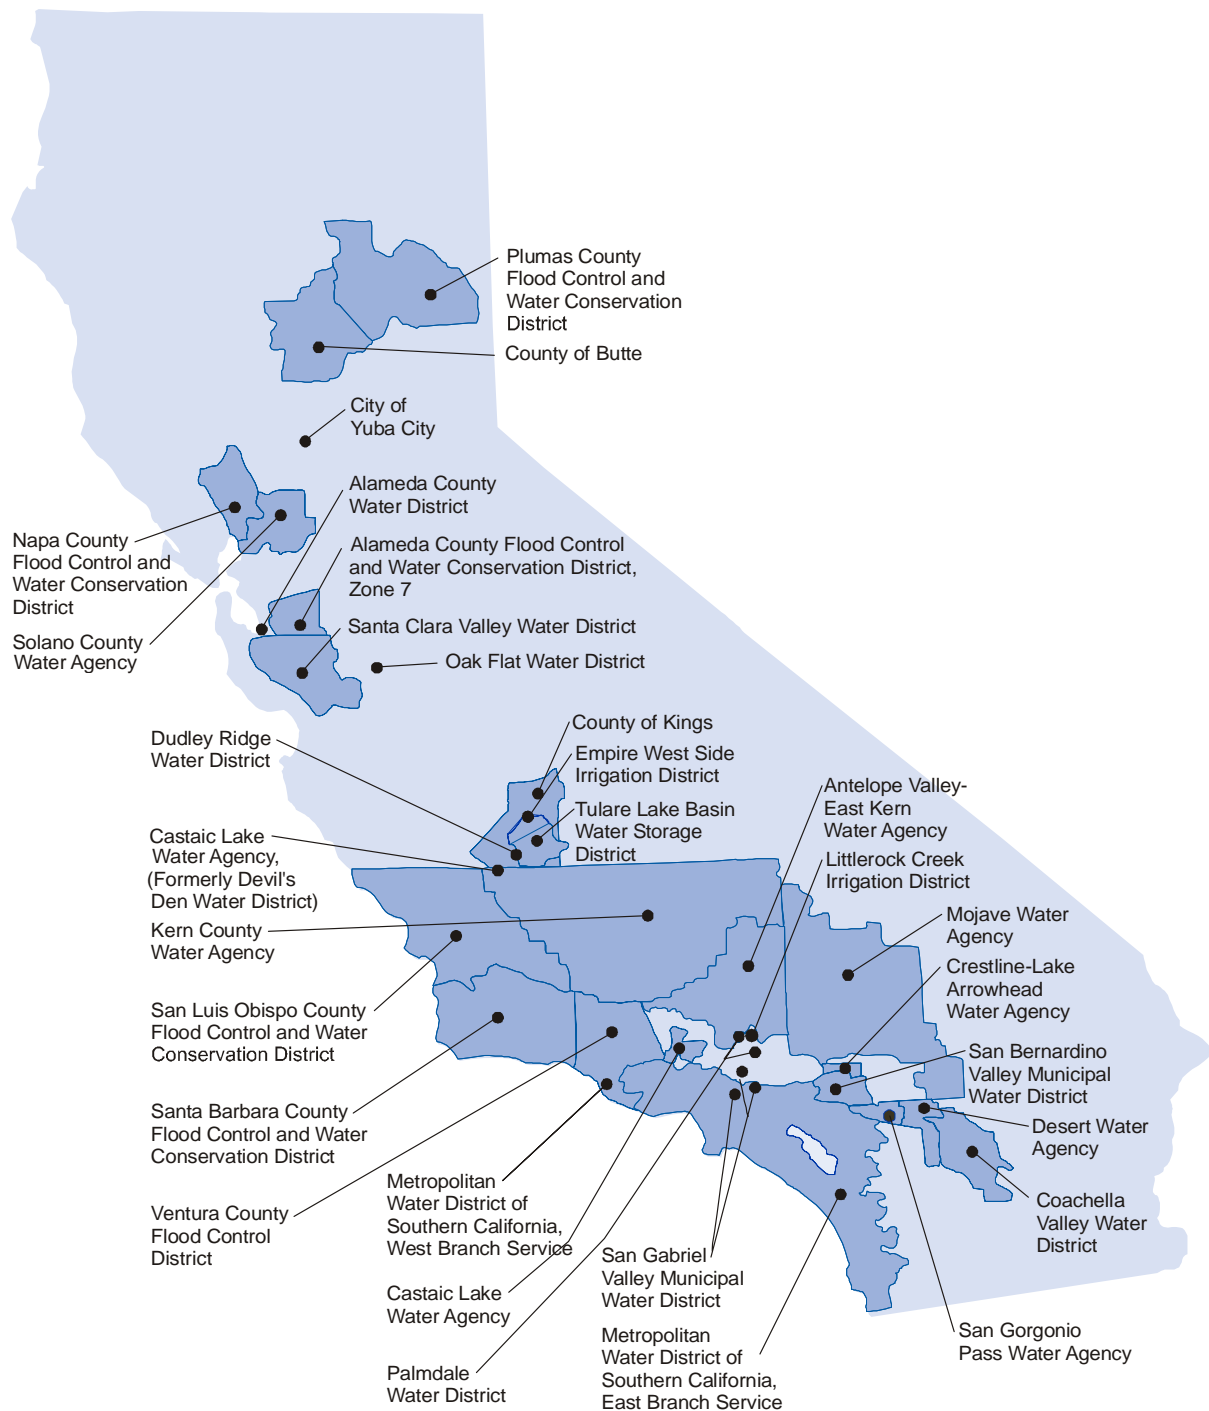 Plumas County
Flood Control and
Water Conservation
District
County of Butte
City of
Yuba City
Alameda County
Water District
Napa County
Flood Control and
Water Conservation
District
Alameda County Flood Control
and Water Conservation District,
Zone 7
Solano County
Water Agency
Santa Clara Valley Water District
Oak Flat Water District
County of Kings
Dudley Ridge
Water District
Empire West Side
Irrigation District
Antelope Valley-
East Kern
Water Agency
Tulare Lake Basin
Water Storage
District
Castaic Lake
Water Agency,
(Formerly Devil's
Den Water District)
Littlerock Creek
Irrigation District
Kern County
Water Agency
Mojave Water
Agency
Crestline-Lake
Arrowhead
Water Agency
San Luis Obispo County
Flood Control and Water
Conservation District
San Bernardino
Valley Municipal
Water District
Santa Barbara County
Flood Control and Water
Conservation District
Desert Water
Agency
Metropolitan
Water District of
Southern California,
West Branch Service
Coachella
Valley Water
District
Ventura County
Flood Control
District
San Gabriel
Valley Municipal
Water District
Castaic Lake
Water Agency
San Gorgonio
Pass Water Agency
Metropolitan
Water District of
Southern California,
East Branch Service
Palmdale
Water District